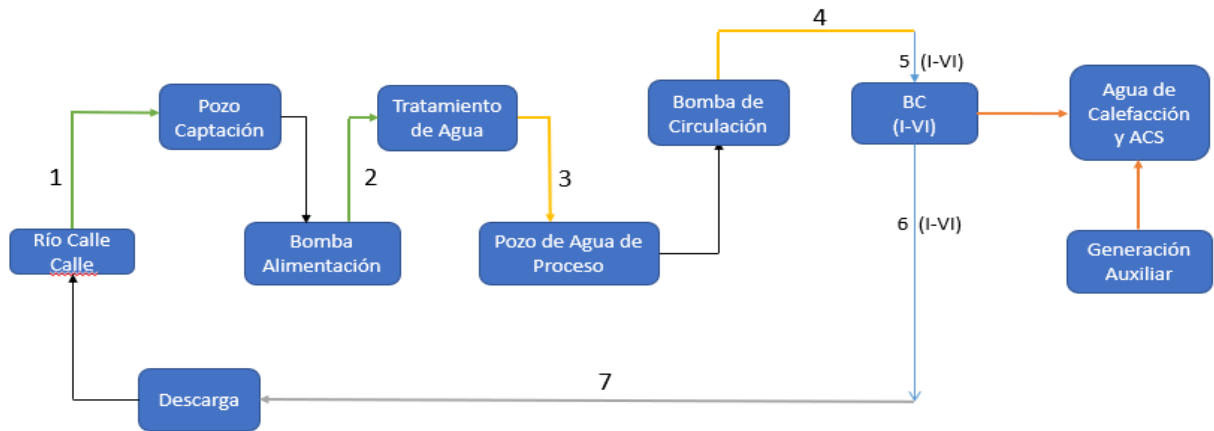 4
5 (I-VI)
Pozo
Captación
Tratamiento
de Agua
Bomba de
Circulación
BC
(I-VI)
Agua de
Calefacción
y ACS
1
2
3
6 (I-VI)
Río Calle
Calle
Bomba
Alimentación
Pozo de Agua de
Proceso
Generación
Auxiliar
7
Descarga